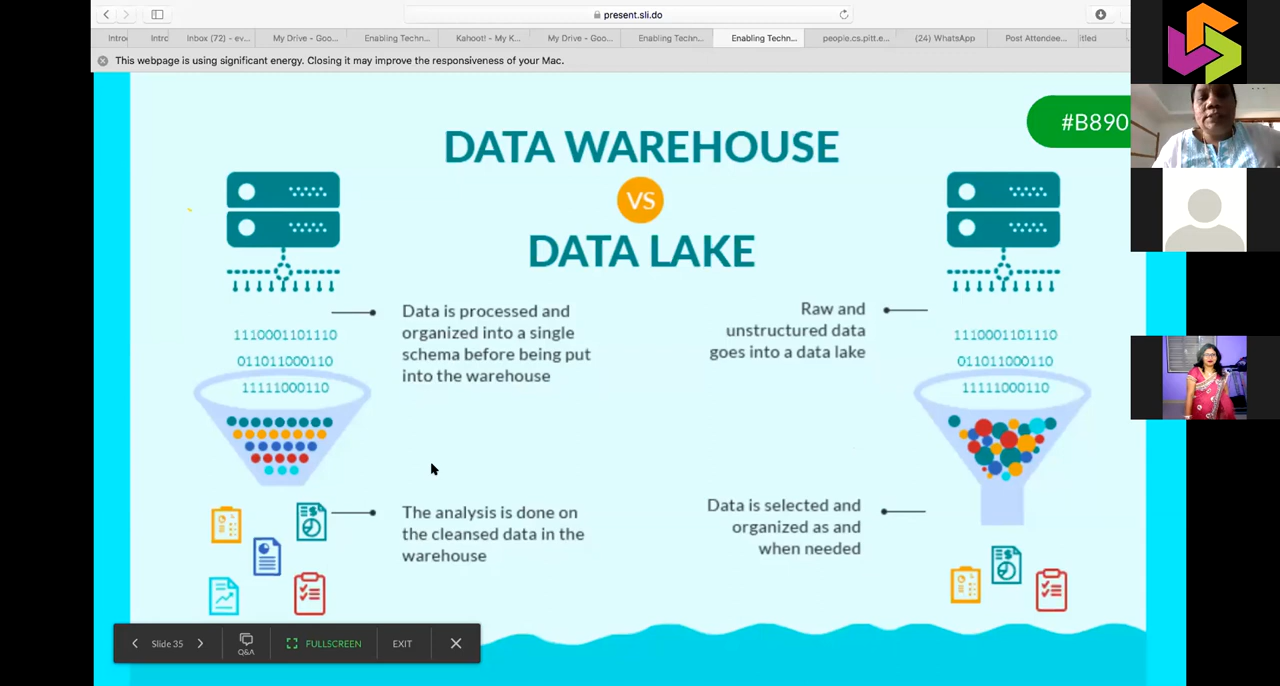 present.sli.do
Introd
Intro
Inbox (72) - ev...
My Drive - Goo...
Enabling Techn...
Kahoot! - My K...
My Drive - Goo...
Enabling Techn...
Enabling Techn...
people.cs.pitt.e...
(24) WhatsApp
Post Attendee...
itled
This webpage is using significant energy. Closing it may improve the responsiveness of your Mac.
#B890
DATA WAREHOUSE
VS
DATA LAKE
1110001101110
011011000110
11111000110
Data is processed and
organized into a single
schema before being put
into the warehouse
Raw and
unstructured data
goes into a data lake
1110001101110
011011000110
11111000110
The analysis is done on
the cleansed data in the
warehouse
Data is selected and
organized as and
when needed
Slide 35
Q&A
FULLSCREEN
EXIT